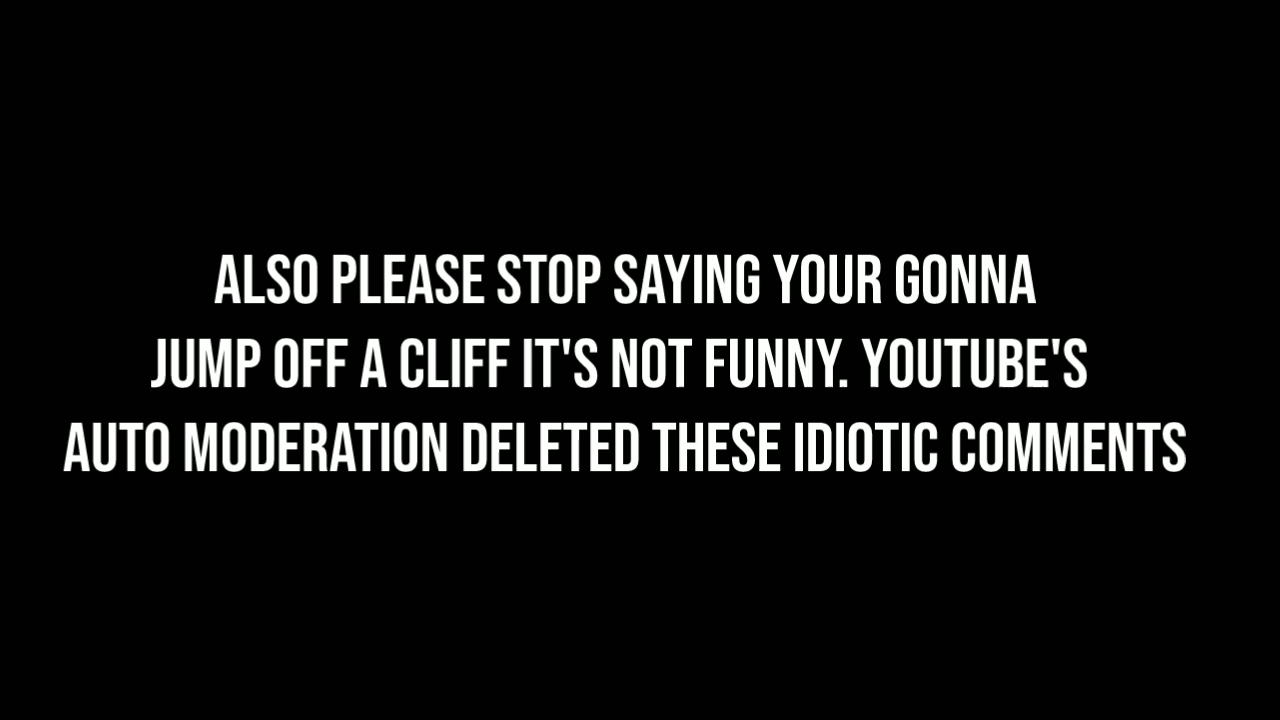 ALSO PLEASE STOP SAYING YOUR GONNA
JUMP OFF A CLIFF IT'S NOT FUNNY. YOUTUBE'S
AUTO MODERATION DELETED THESE IDIOTIC COMMENTS